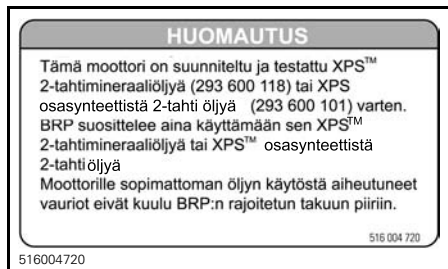 HUOMAUTUS
Tämä moottori on suunniteltu ja testattu XPS™
2-tahtimineraaliöljyä (293 600 118) tai XPS
osasynteettistä 2-tahti öljyä (293 600 101) varten.
BRP suosittelee aina käyttämään sen XPS™
2-tahtimineraaliöljyä tai XPS™ osasynteettistä
2-tahti öljyä
Moottorille sopimattoman öljyn käytöstä aiheutuneet
vauriot eivät kuulu BRP:n rajoitetun takuun piiriin.
516 004 720
516004720